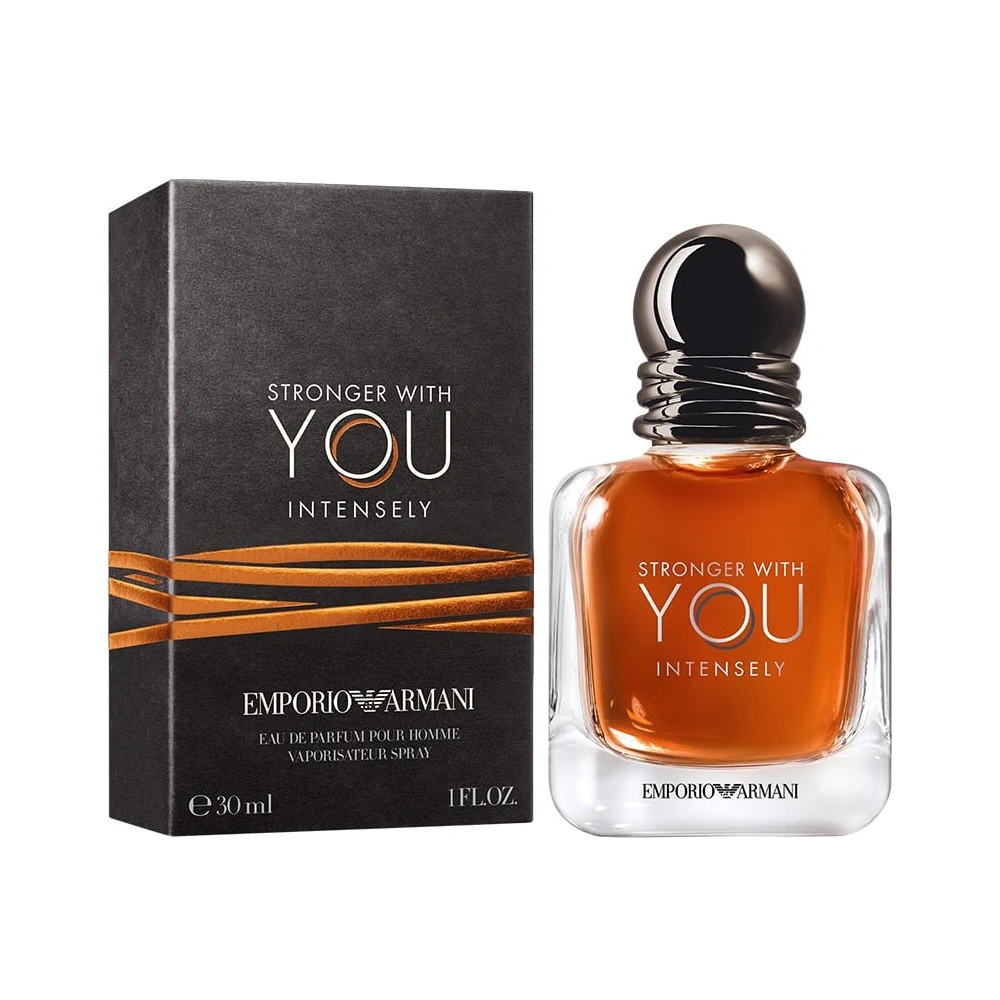 STRONGER WITH
YOU
INTENSELY
EMPORIO ARMANI
EAU DE PARFUM POUR HOMME
VAPORISATEUR SPRAY
℮ 30 ml
1 FL.OZ.
STRONGER WITH
YOU
INTENSELY
EMPORIO ARMANI